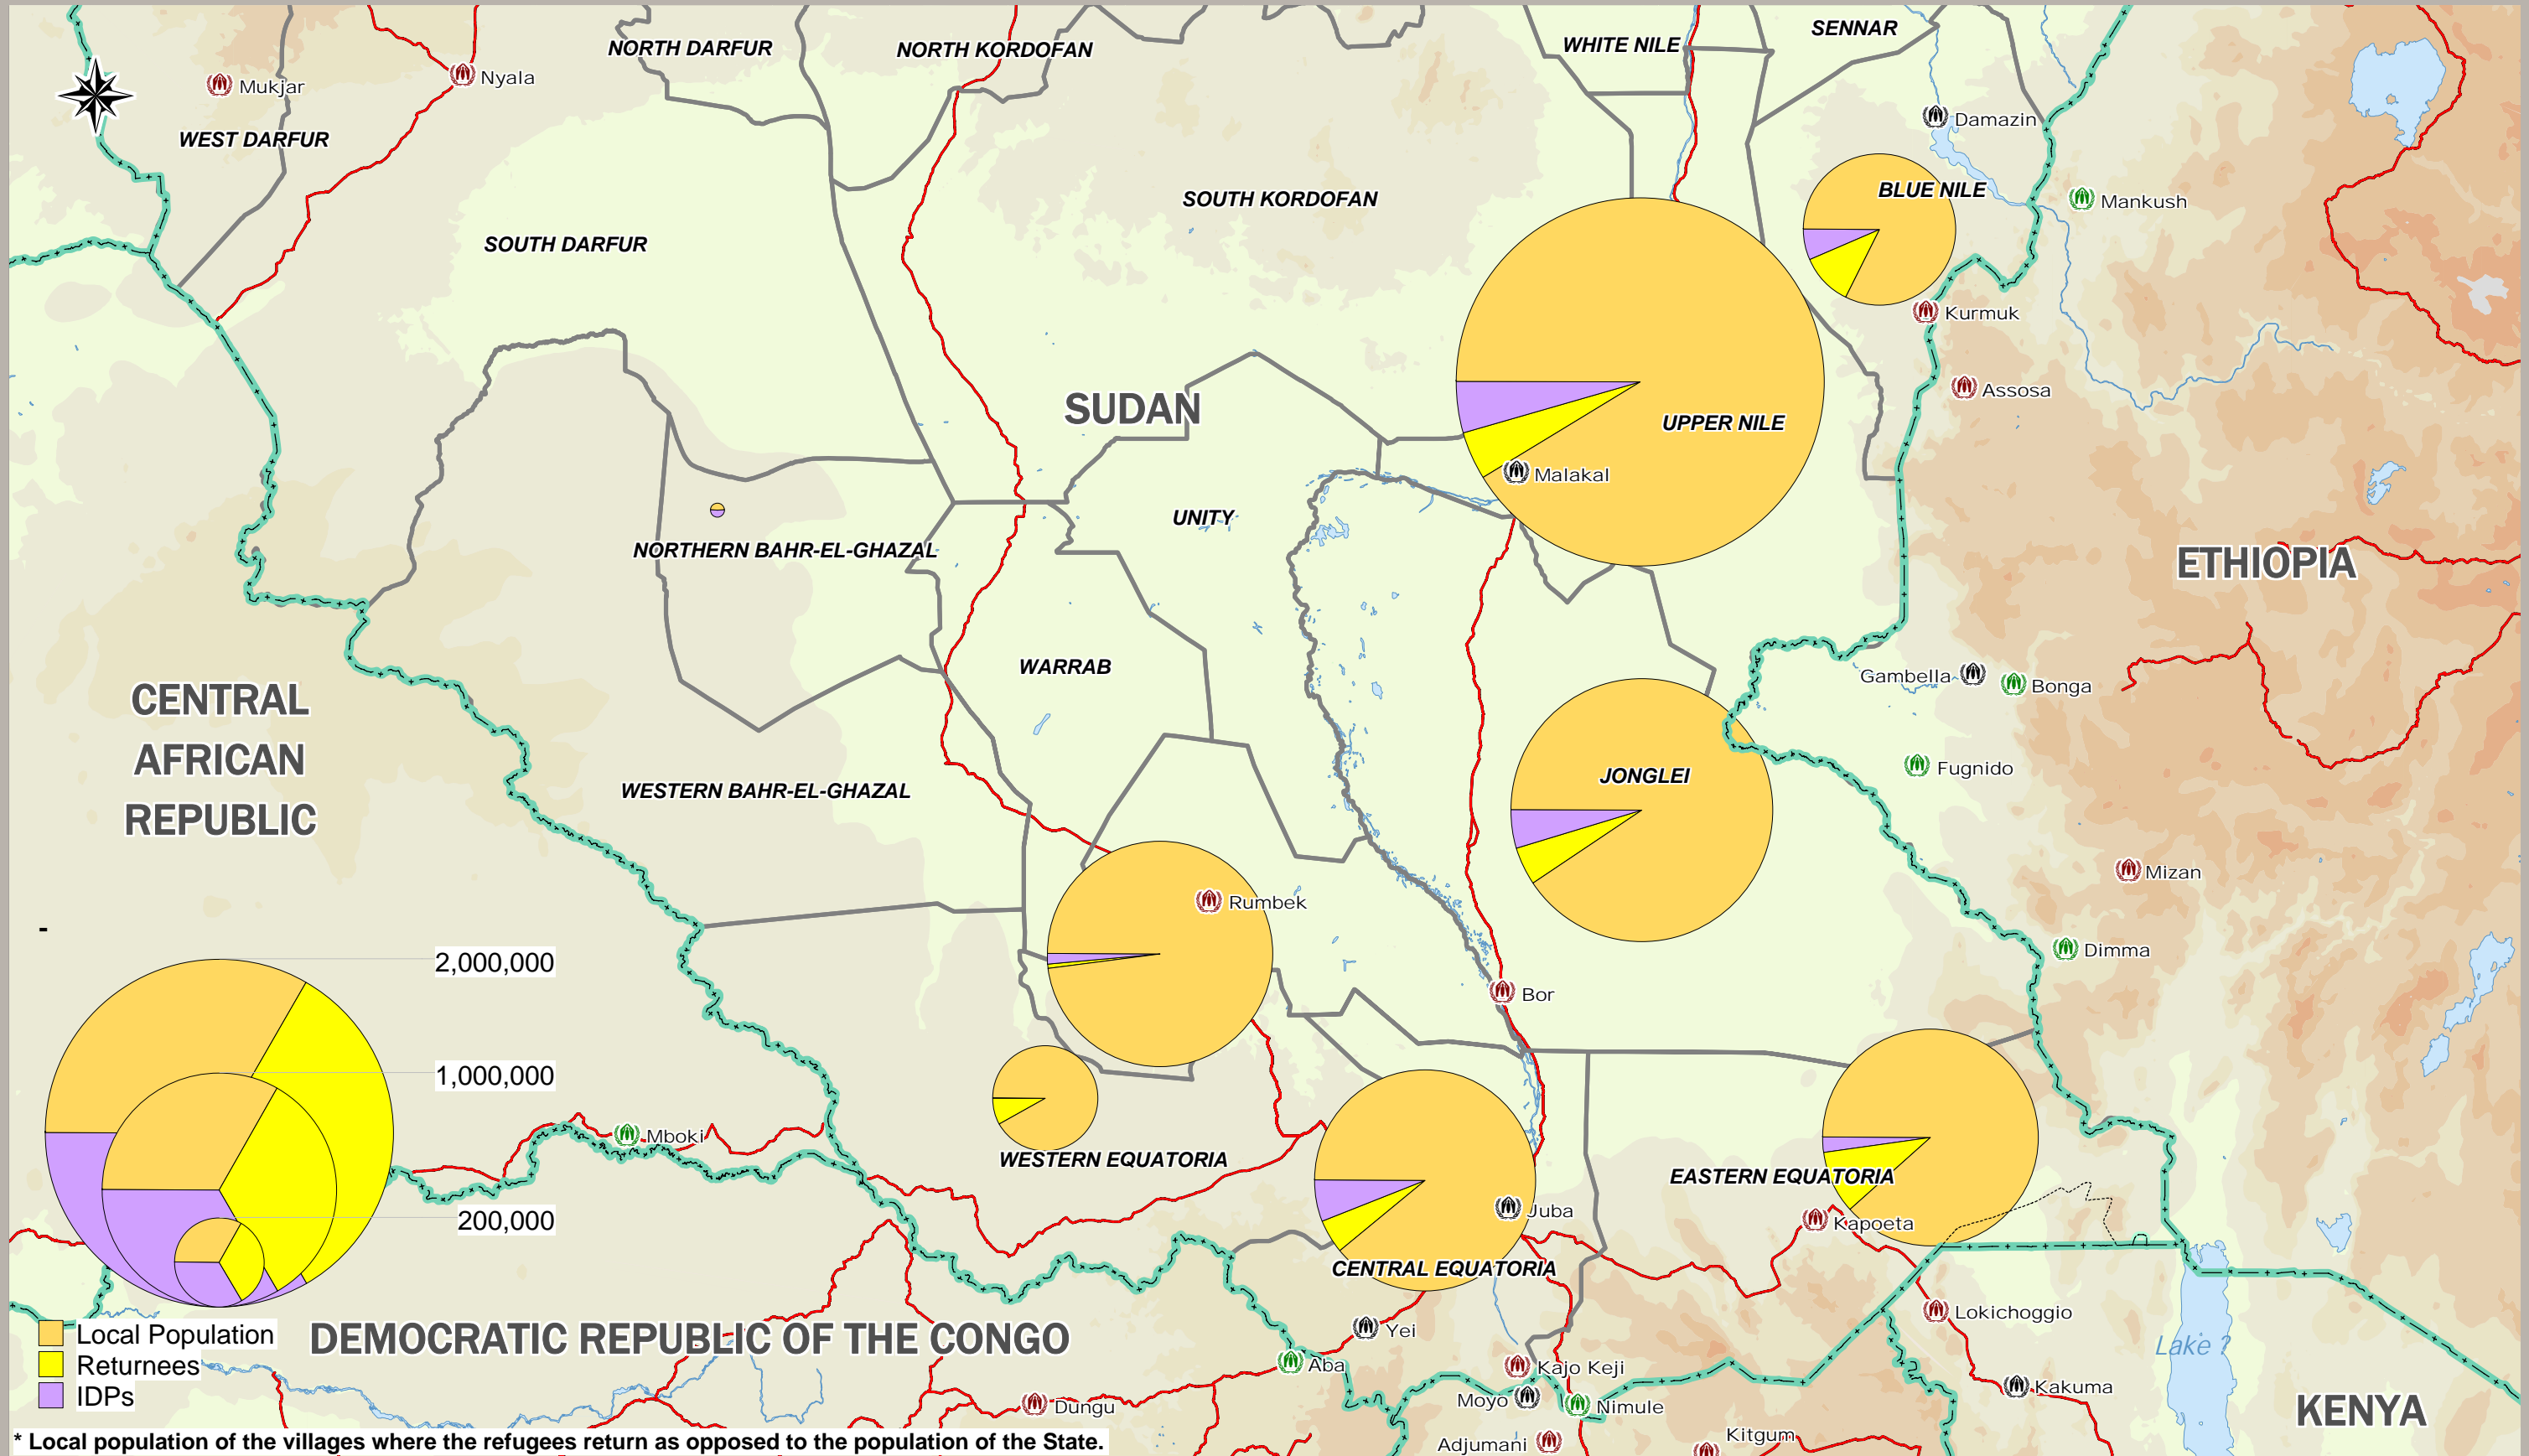 NORTH DARFUR
NORTH KORDOFAN
WHITE NILE
SENNAR
Mukjar
Nyala
WEST DARFUR
Damazin
SOUTH KORDOFAN
BLUE NILE
Mankush
SOUTH DARFUR
Kurmuk
Assosa
SUDAN
UPPER NILE
Malakal
UNITY
NORTHERN BAHR-EL-GHAZAL
ETHIOPIA
WARRAB
Gambella
Bonga
CENTRAL
AFRICAN
REPUBLIC
WESTERN BAHR-EL-GHAZAL
JONGLEI
Fugnido
Mizan
Rumbek
-
Dimma
2,000,000
Bor
1,000,000
Mboki
WESTERN EQUATORIA
EASTERN EQUATORIA
Juba
Kapoeta
200,000
CENTRAL EQUATORIA
Lokichoggio
Local Population
DEMOCRATIC REPUBLIC OF THE CONGO
Yei
Lake ?
Returnees
Aba
Kajo Keji
IDPs
Moyo
Nimule
Kakuma
Dungu
KENYA
* Local population of the villages where the refugees return as opposed to the population of the State.
Adjumani
Kitgum